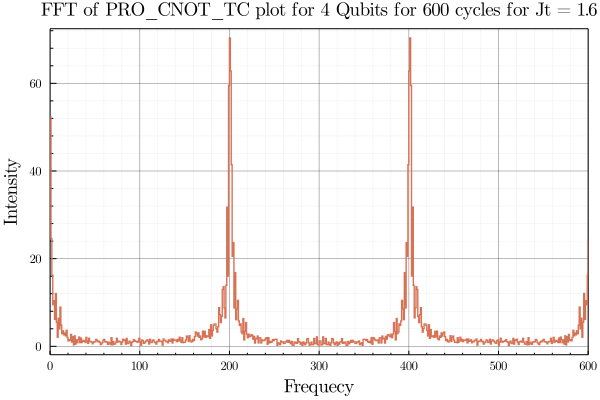 FFT of PRO_CNOT_TC plot for 4 Qubits for 600 cycles for Jt = 1.6
Intensity
60
40
20
0
0 100 200 300 400 500 600
Frequecy